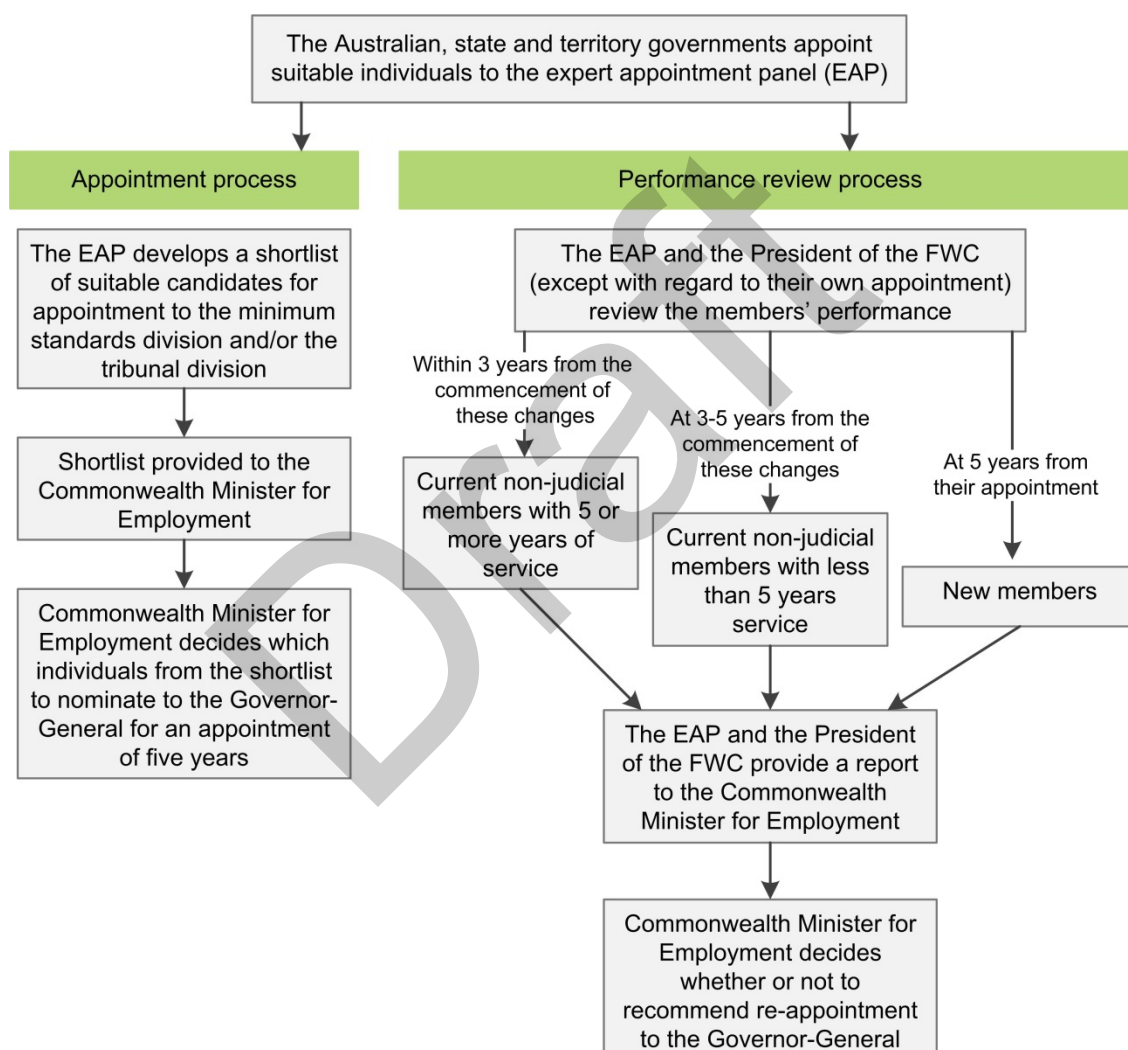 The Australian, state and territory governments appoint
suitable individuals to the expert appointment panel (EAP)
Appointment process
The EAP develops a shortlist
of suitable candidates for
appointment to the minimum
standards division and/or the
tribunal division
Shortlist provided to the
Commonwealth Minister for
Employment
Commonwealth Minister for
Employment decides which
individuals from the shortlist
to nominate to the Governor-
General for an appointment
of five years
Performance review process
The EAP and the President of the FWC
(except with regard to their own appointment)
review the members' performance
Within 3 years from the
commencement of
these changes
Current non-judicial
members with 5 or
more years of
service
At 3-5 years from the
commencement of
these changes
Current non-judicial
members with less
than 5 years
service
At 5 years from
their appointment
New members
The EAP and the President
of the FWC provide a report
to the Commonwealth
Minister for Employment
Commonwealth Minister for
Employment decides
whether or not to
recommend re-appointment
to the Governor-General
Draft